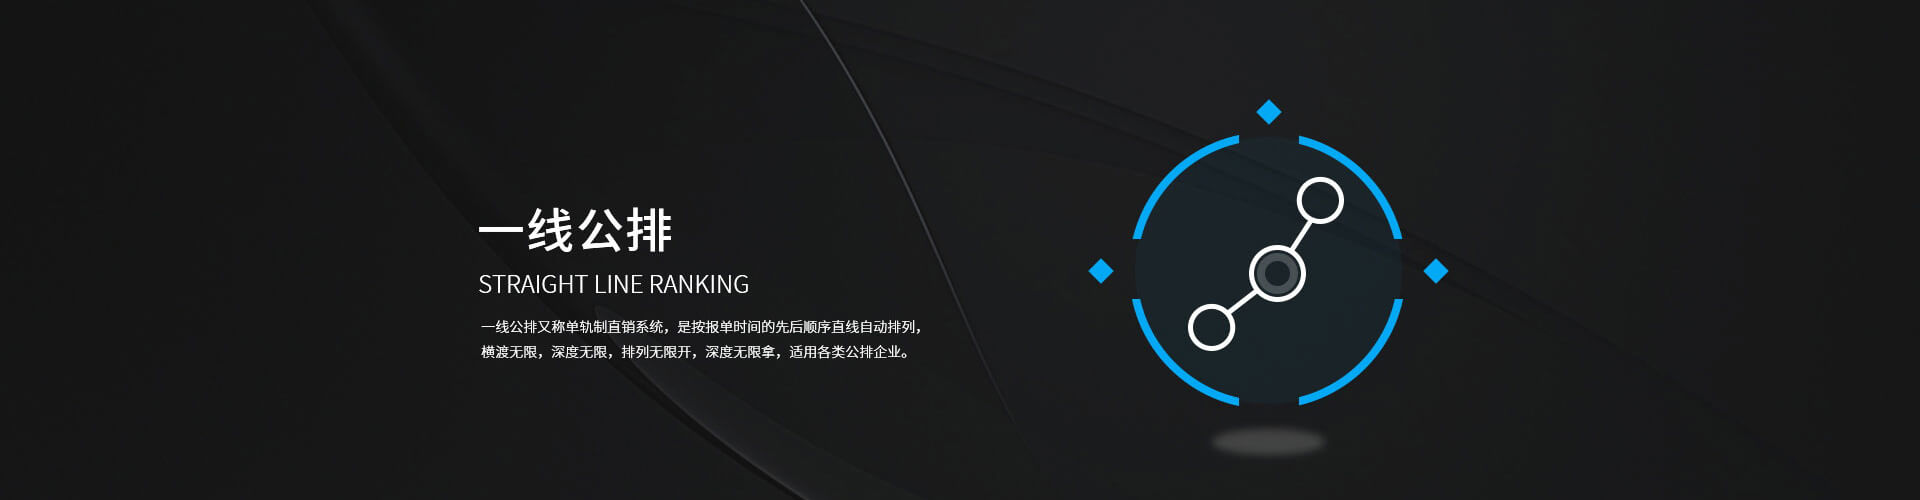 一线公排
STRAIGHT LINE RANKING
一线公排又称单轨制直销系统，是按报单时间的先后顺序直线自动排列，
横渡无限，深度无限，排列无限开，深度无限拿，适用各类公排企业。